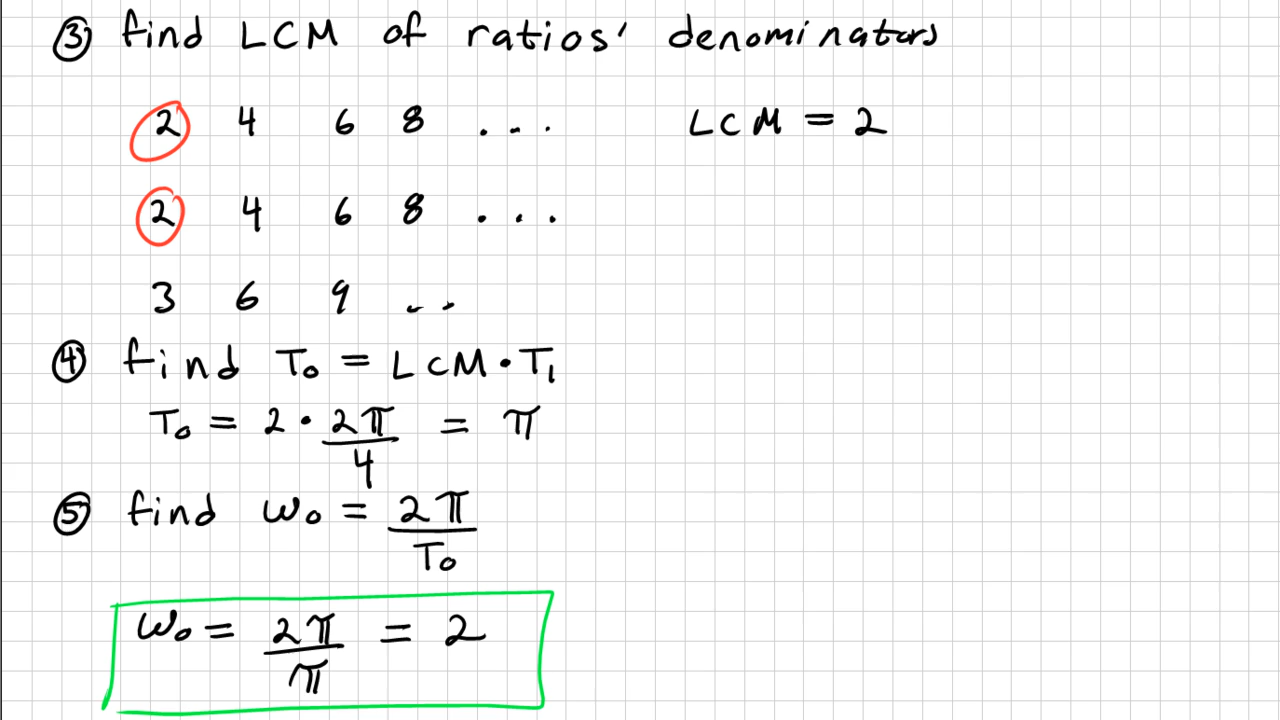 ③ find LCM of ratios' denominators
2 4 6 8 ... LCM = 2
2 4 6 8 ...
3 6 9 ..
④ find T₀ = LCM · T₁
T₀ = 2 · 2π/4 = π
⑤ find ω₀ = 2π/T₀
ω₀ = 2π/π = 2